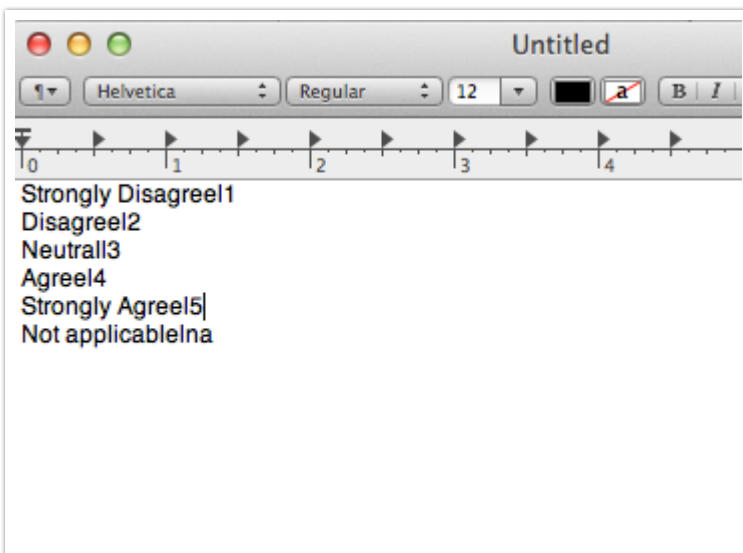 Untitled
¶ Helvetica Regular 12 a B I
0 1 2 3 4
Strongly Disagree|1
Disagree|2
Neutral|3
Agree|4
Strongly Agree|5
Not applicable|na